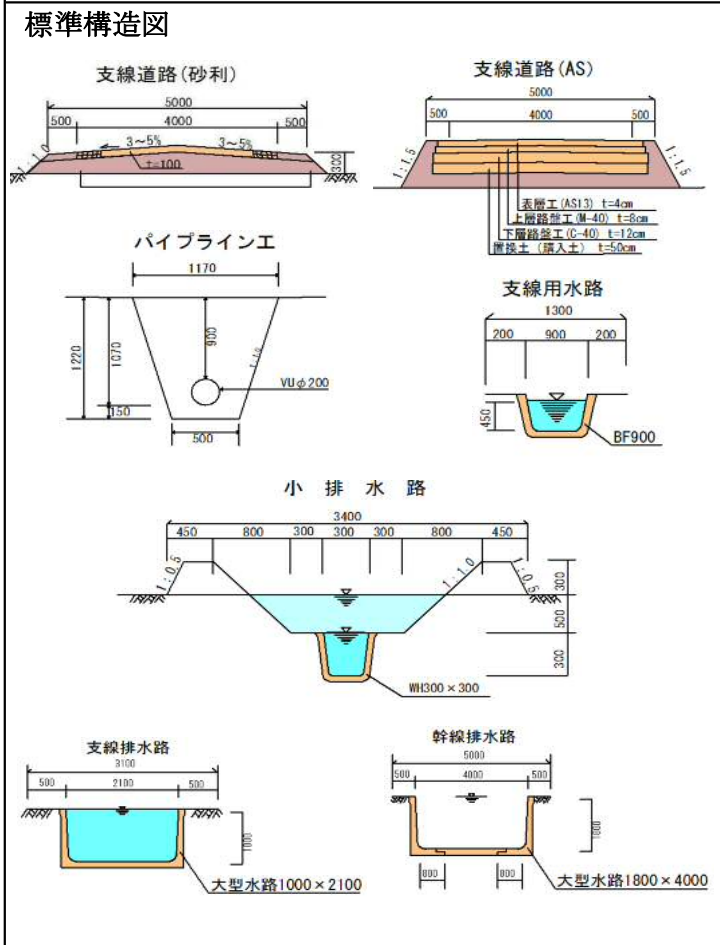 標準構造図
支線道路(砂利)
5000
500 4000 500
3～5% 3～5%
1:1.0
t=100
300
支線道路(AS)
5000
500 4000 500
1:1.5
1:1.5
表層工(AS13) t=4cm
上層路盤工(M-40) t=8cm
下層路盤工(C-40) t=12cm
置換土（購入土）t=50cm
パイプライン工
1170
1220
1070
900
150
VUφ200
500
支線用水路
1300
200 900 200
450
BF900
小排水路
3400
450 800 300 300 300 800 450
1:0.5
1:1.0
1:0.5
300
500
300
WH300×300
支線排水路
3100
500 2100 500
1000
大型水路1000×2100
幹線排水路
5000
500 4000 500
800 800
大型水路1800×4000